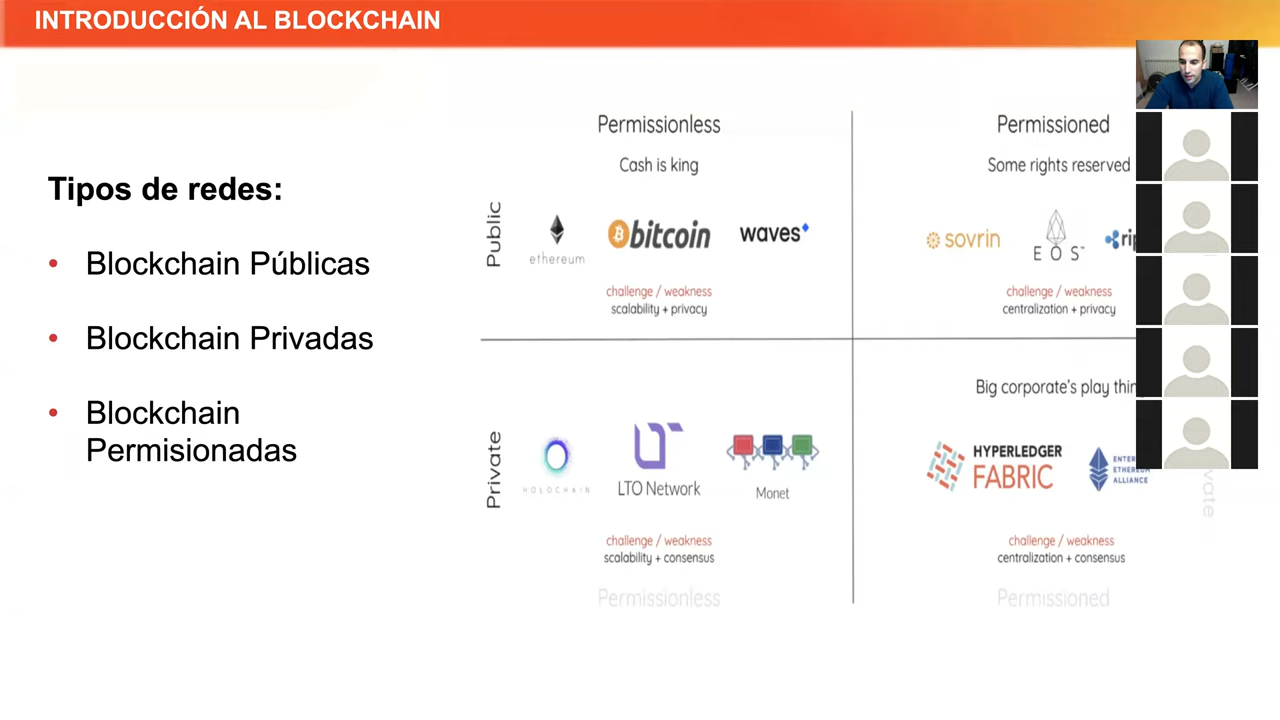 INTRODUCCIÓN AL BLOCKCHAIN
Tipos de redes:
• Blockchain Públicas
• Blockchain Privadas
• Blockchain
Permisionadas
Permissionless
Permissioned
Cash is king
Some rights reserved
Public
ethereum
bitcoin
waves
sovrin
EOS
challenge / weakness
scalability + privacy
challenge / weakness
centralization + privacy
Big corporate's play
Private
HOLOCHAIN
LTO Network
Monet
HYPERLEDGER
FABRIC
ETHEREUM
ALLIANCE
challenge / weakness
scalability + consensus
challenge / weakness
centralization + consensus
Permissionless
Permissioned